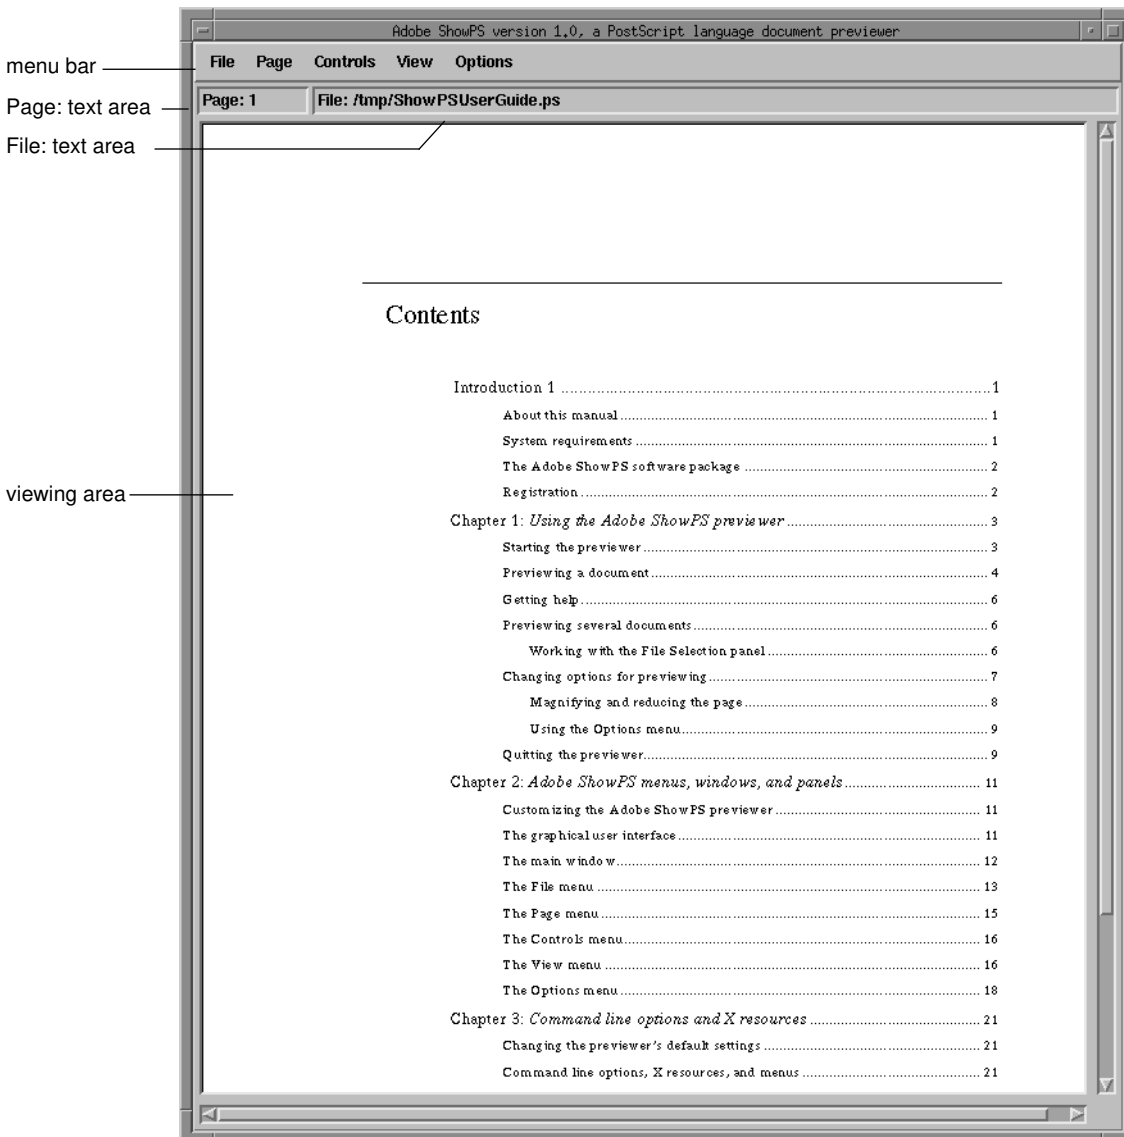 Adobe ShowPS version 1.0, a PostScript language document previewer
menu bar
File Page Controls View Options
Page: text area
Page: 1 File: /tmp/ShowPSUserGuide.ps
File: text area
Contents
Introduction 1 ........ 1
About this manual ........ 1
System requirements ........ 1
The Adobe ShowPS software package ........ 2
viewing area
Registration ........ 2
Chapter 1: Using the Adobe ShowPS previewer ........ 3
Starting the previewer ........ 3
Previewing a document ........ 4
Getting help ........ 6
Previewing several documents ........ 6
Working with the File Selection panel ........ 6
Changing options for previewing ........ 7
Magnifying and reducing the page ........ 8
Using the Options menu ........ 9
Quitting the previewer ........ 9
Chapter 2: Adobe ShowPS menus, windows, and panels ........ 11
Customizing the Adobe ShowPS previewer ........ 11
The graphical user interface ........ 11
The main window ........ 12
The File menu ........ 13
The Page menu ........ 15
The Controls menu ........ 16
The View menu ........ 16
The Options menu ........ 18
Chapter 3: Command line options and X resources ........ 21
Changing the previewer's default settings ........ 21
Command line options, X resources, and menus ........ 21